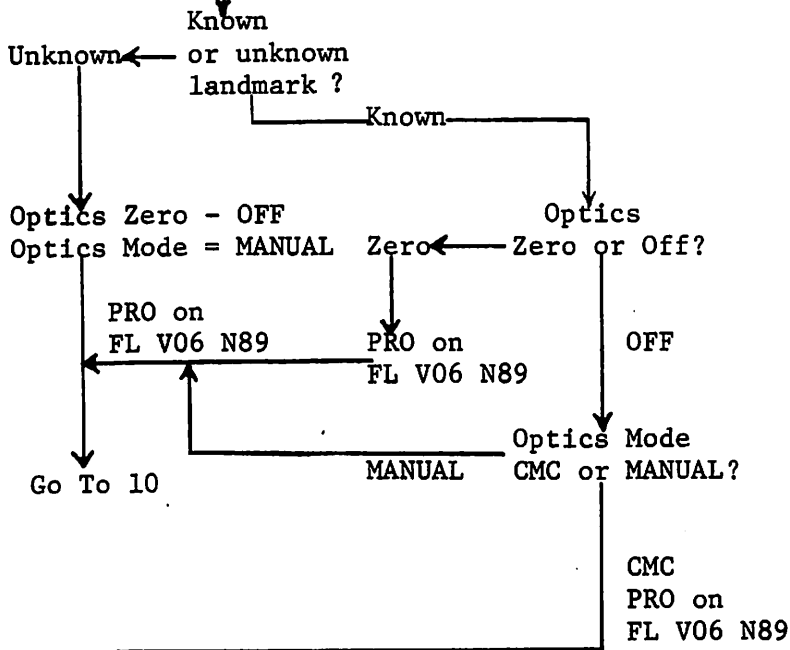 Known
Unknown or unknown
landmark ?
Known
Optics Zero - OFF
Optics Mode = MANUAL
Optics
Zero Zero or Off?
PRO on
FL V06 N89
PRO on
FL V06 N89
OFF
Optics Mode
MANUAL CMC or MANUAL?
Go To 10
CMC
PRO on
FL V06 N89